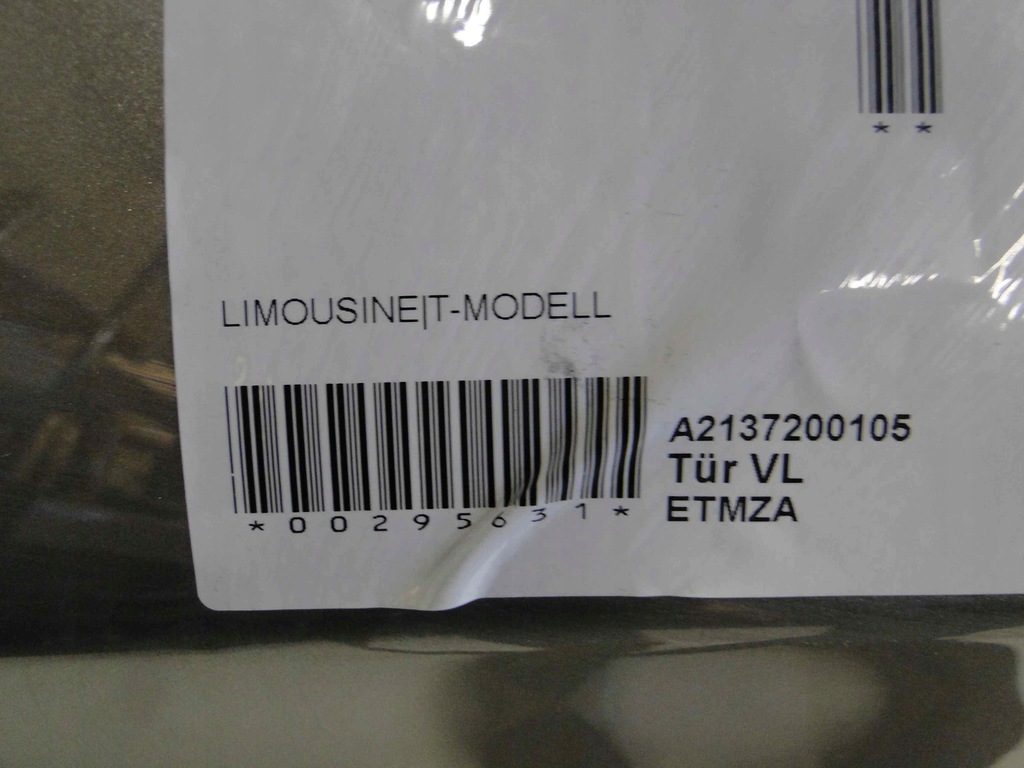 * *
LIMOUSINE|T-MODELL
*00295631*
A2137200105
Tür VL
ETMZA